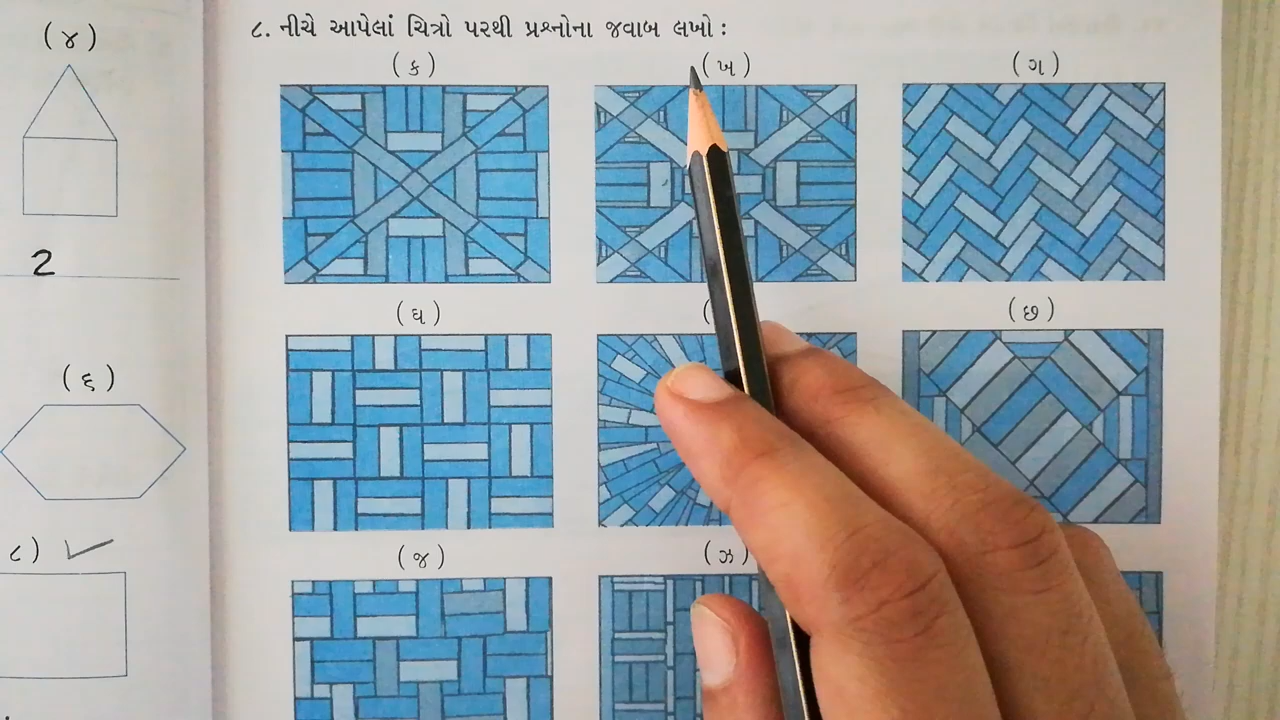 (૪)
2
(૬)
૮)
૮. નીચે આપેલાં ચિત્રો પરથી પ્રશ્નોના જવાબ લખો :
(ક) (ખ) (ગ)
(ઘ) (છ)
(જ) (ઝ)